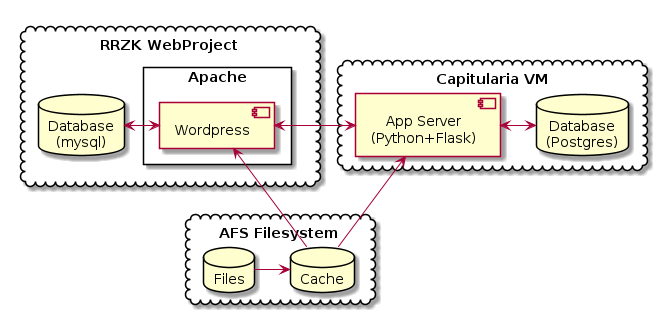 RRZK WebProject
Apache
Database
(mysql)
Wordpress
Capitularia VM
App Server
(Python+Flask)
Database
(Postgres)
AFS Filesystem
Files
Cache